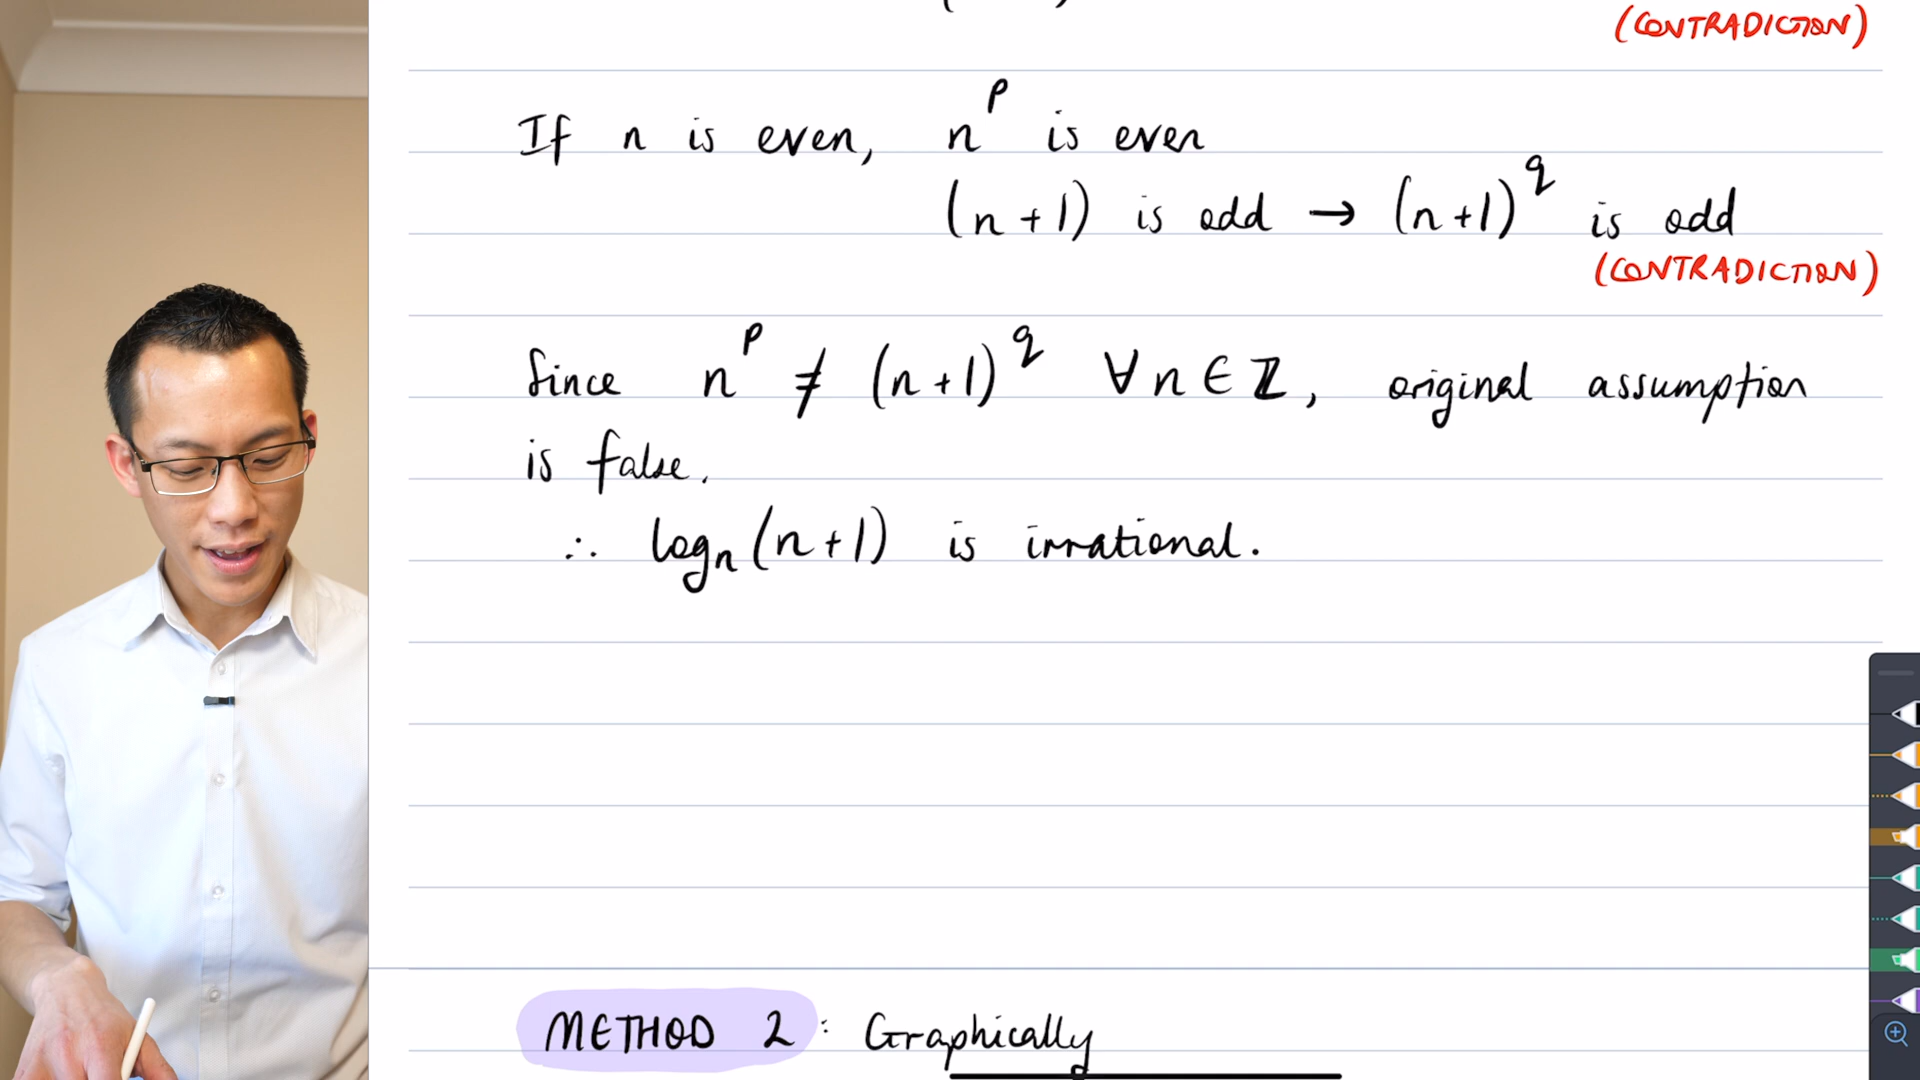 (CONTRADICTION)
If n is even, n^p is even
(n+1) is odd → (n+1)^q is odd
(CONTRADICTION)
Since n^p ≠ (n+1)^q ∀n∈ℤ, original assumption
is false.
∴ log_n(n+1) is irrational.
METHOD 2: Graphically